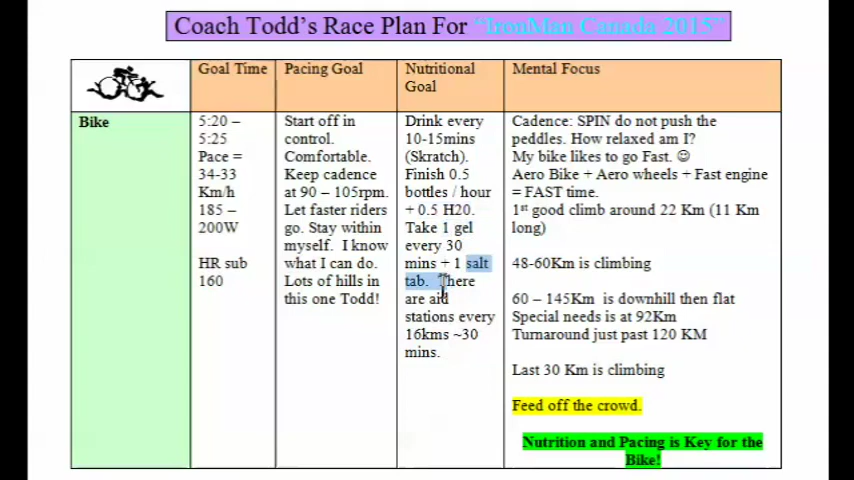 Coach Todd's Race Plan For "IronMan Canada 2015"
Goal Time
Pacing Goal
Nutritional
Goal
Mental Focus
Bike
5:20 –
5:25
Pace =
34-33
Km/h
185 –
200W
HR sub
160
Start off in
control.
Comfortable.
Keep cadence
at 90 – 105rpm.
Let faster riders
go. Stay within
myself. I know
what I can do.
Lots of hills in
this one Todd!
Drink every
10-15mins
(Skratch).
Finish 0.5
bottles / hour
+ 0.5 H20.
Take 1 gel
every 30
mins + 1 salt
tab. There
are aid
stations every
16kms ~30
mins.
Cadence: SPIN do not push the
peddles. How relaxed am I?
My bike likes to go Fast. ☺
Aero Bike + Aero wheels + Fast engine
= FAST time.
1st good climb around 22 Km (11 Km
long)
48-60Km is climbing
60 – 145Km is downhill then flat
Special needs is at 92Km
Turnaround just past 120 KM
Last 30 Km is climbing
Feed off the crowd.
Nutrition and Pacing is Key for the
Bike!